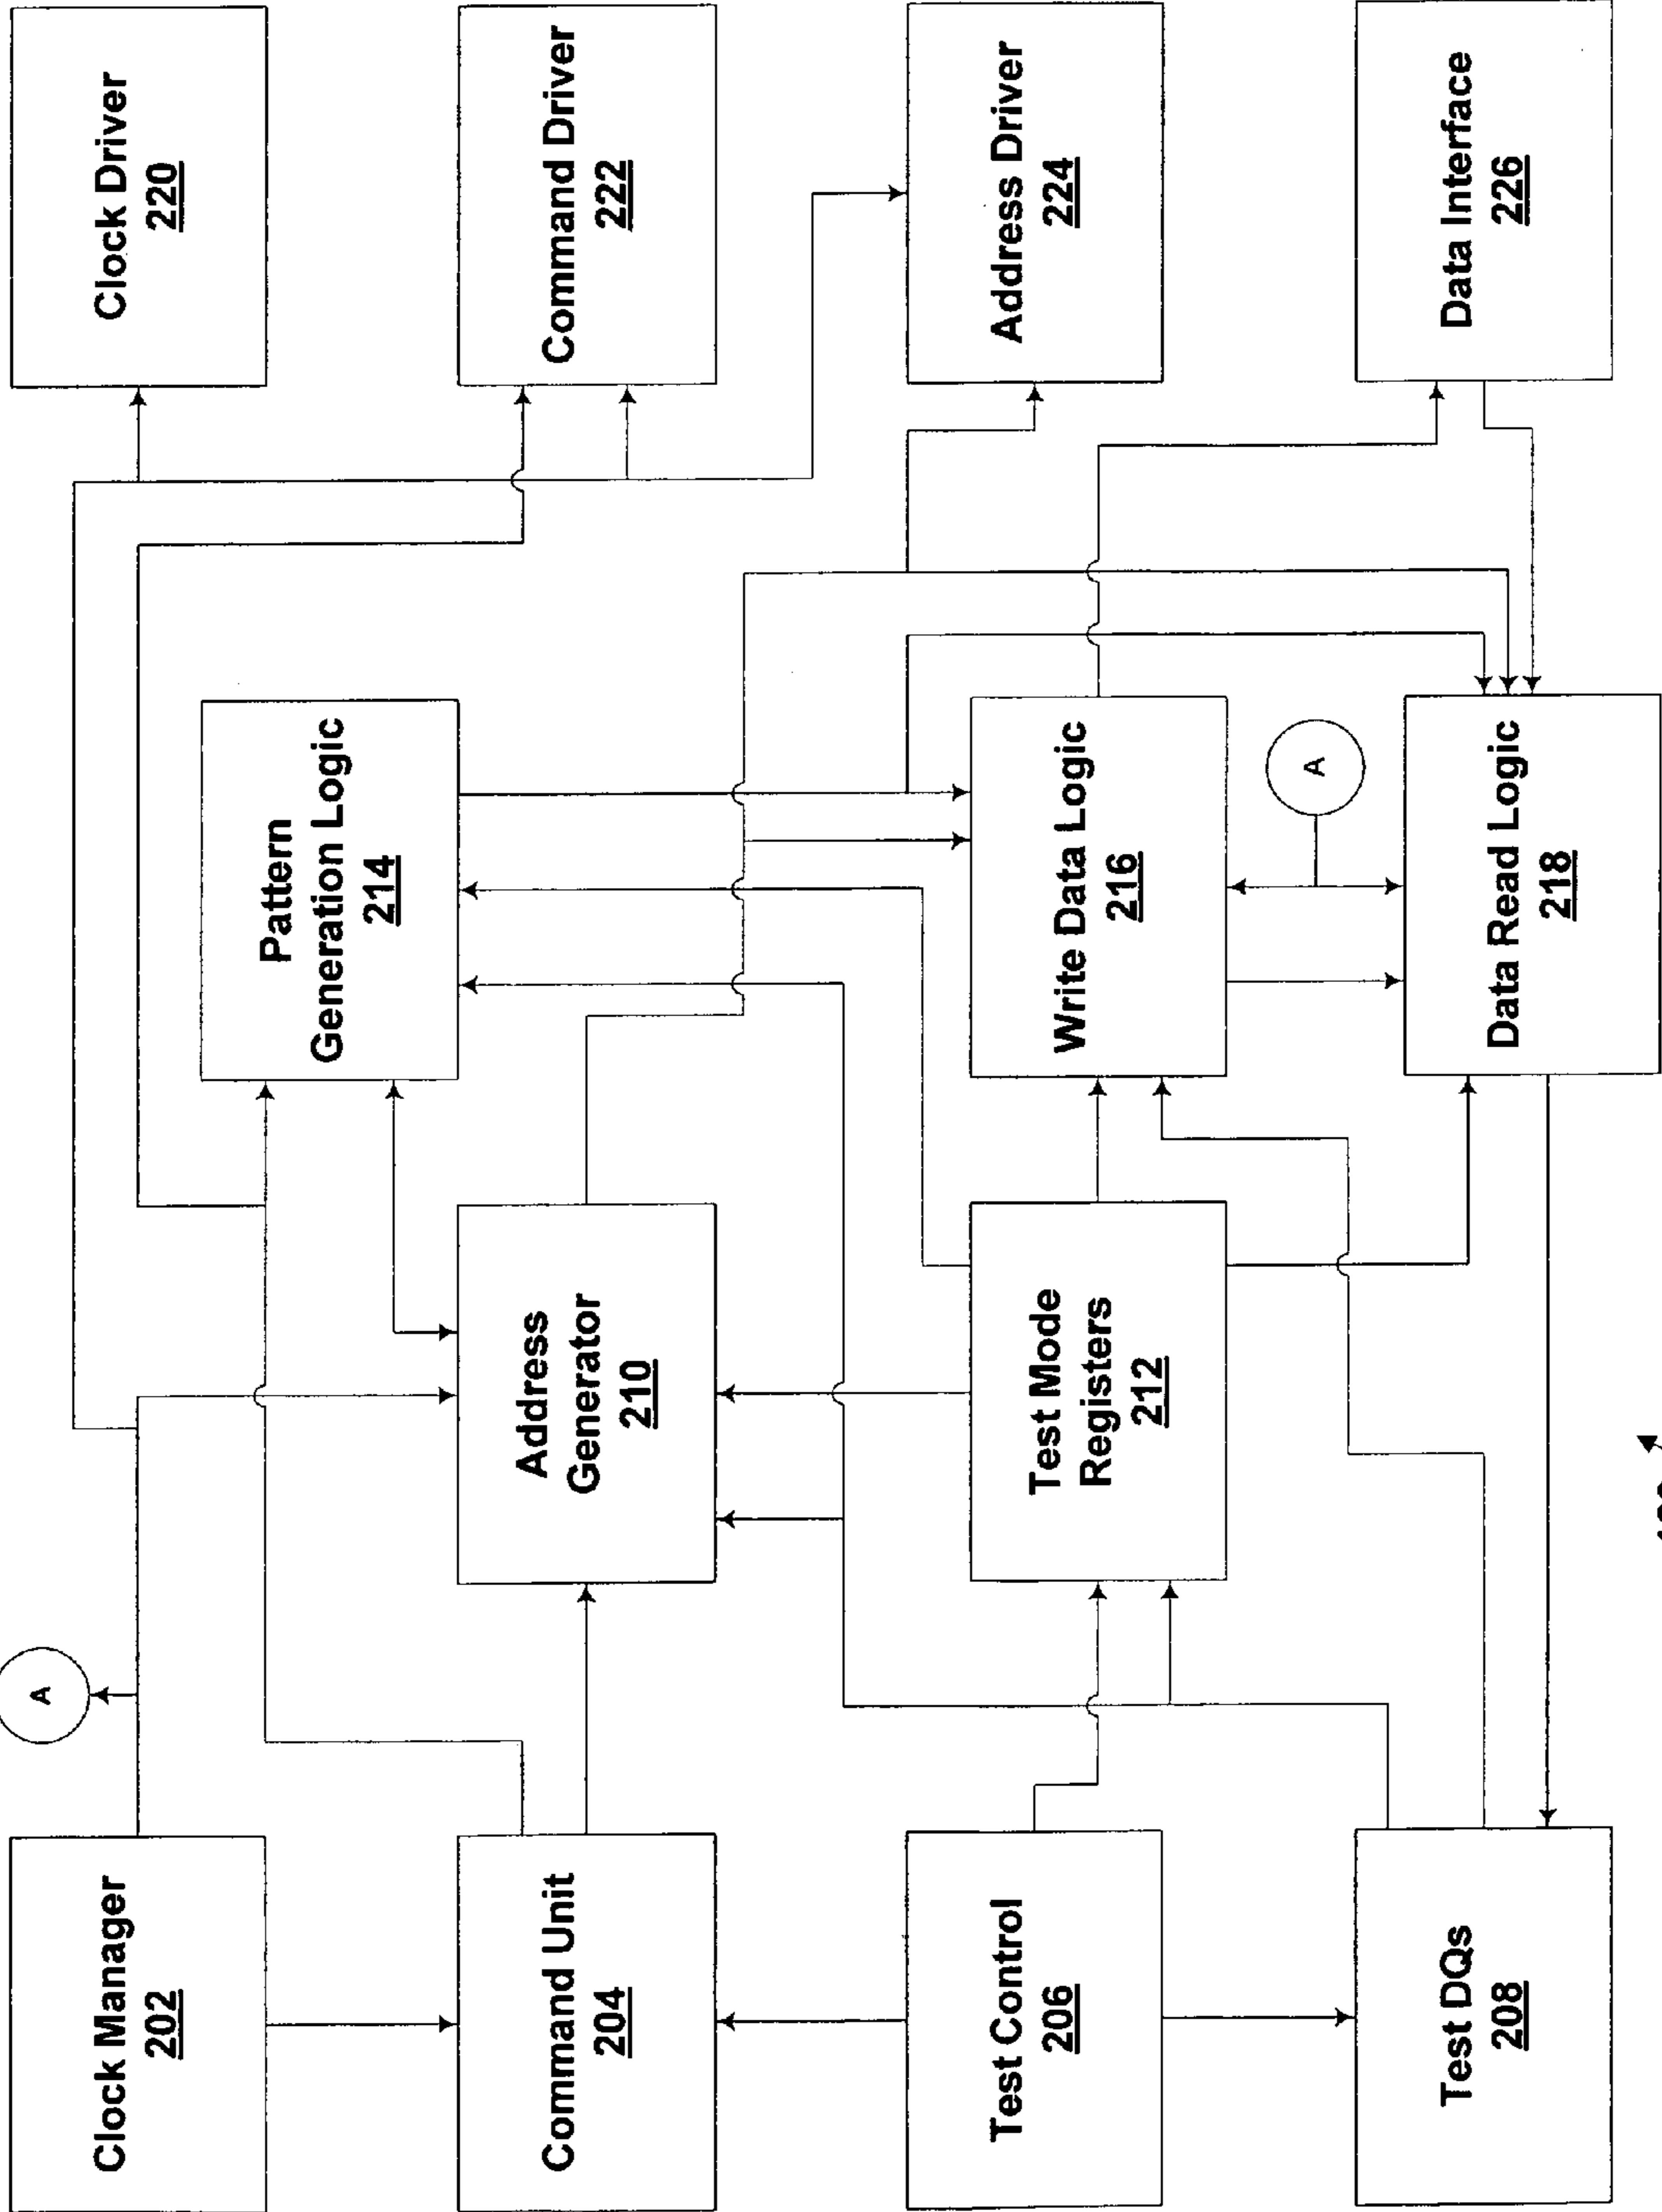 Clock Manager
202
Command Unit
204
Test Control
206
Test DQs
208
A
Address
Generator
210
Test Mode
Registers
212
Pattern
Generation Logic
214
Write Data Logic
216
A
Data Read Logic
218
Clock Driver
220
Command Driver
222
Address Driver
224
Data Interface
226